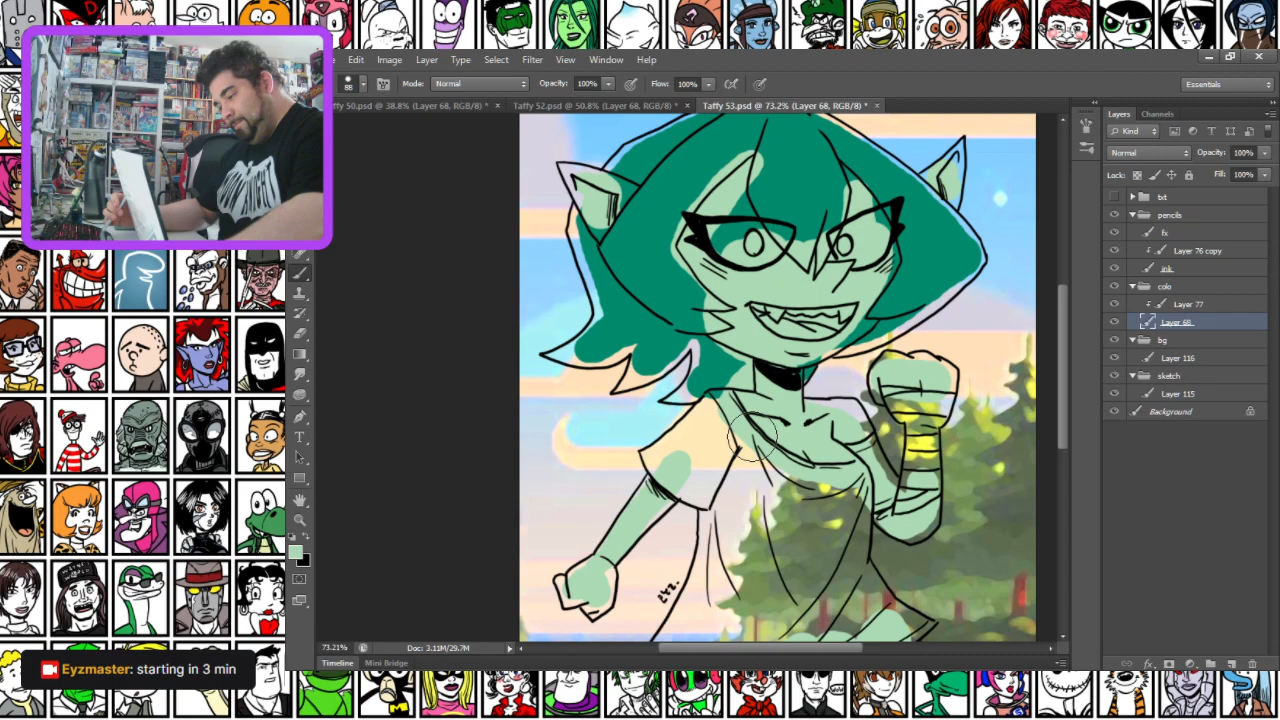 Edit Image Layer Type Select Filter View Window Help
88 Mode: Normal Opacity: 100% Flow: 100% Essentials
ffy 50.psd @ 38.8% (Layer 68, RGB/8) * × Taffy 52.psd @ 50.8% (Layer 68, RGB/8) * × Taffy 53.psd @ 73.2% (Layer 68, RGB/8) * ×
Layers Channels
Kind
Normal Opacity: 100%
Lock: Fill: 100%
txt
pencils
fx
Layer 76 copy
ink
colo
Layer 77
Layer 68
bg
Layer 116
sketch
Layer 115
Background
73.21% Doc: 3.11M/29.7M
Timeline Mini Bridge
Eyzmaster: starting in 3 min